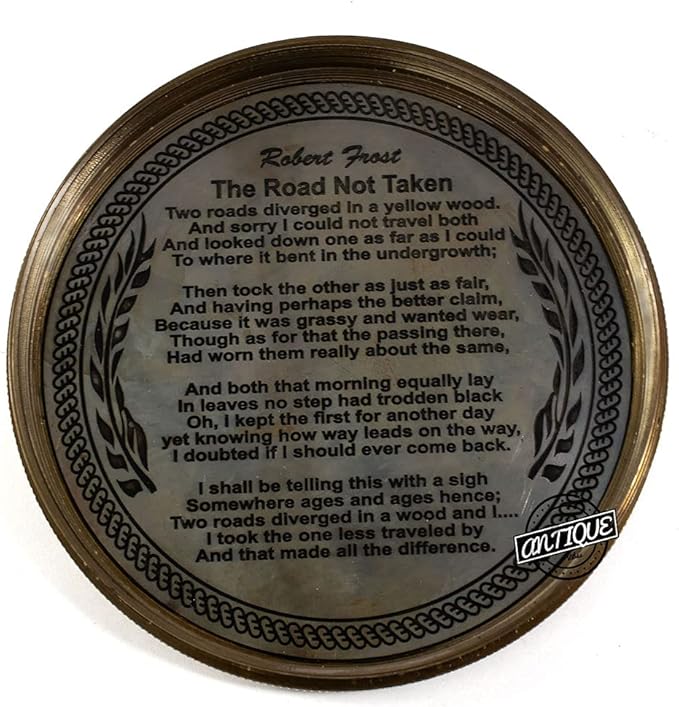 Robert Frost
The Road Not Taken
Two roads diverged in a yellow wood.
And sorry I could not travel both
And looked down one as far as I could
To where it bent in the undergrowth;
Then tock the other as just as fair,
And having perhaps the better claim,
Because it was grassy and wanted wear,
Though as for that the passing there,
Had worn them really about the same,
And both that morning equally lay
In leaves no step had trodden black
Oh, I kept the first for another day
yet knowing how way leads on the way,
I doubted if I should ever come back.
I shall be telling this with a sigh
Somewhere ages and ages hence;
Two roads diverged in a wood and I....
I took the one less traveled by
And that made all the difference.
ANTIQUE